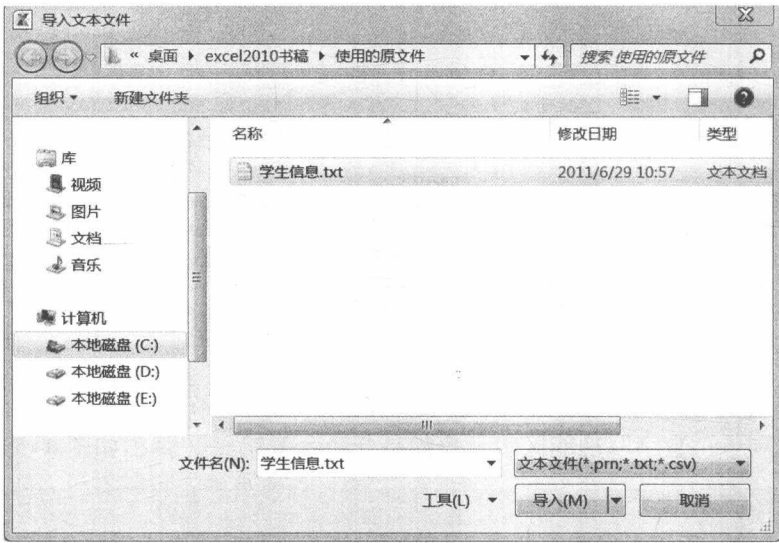 导入文本文件
« 桌面 ▸ excel2010书稿 ▸ 使用的原文件
搜索 使用的原文件
组织 新建文件夹
名称 修改日期 类型
库
学生信息.txt 2011/6/29 10:57 文本文档
视频
图片
文档
音乐
计算机
本地磁盘 (C:)
本地磁盘 (D:)
本地磁盘 (E:)
文件名(N): 学生信息.txt 文本文件(*.prn;*.txt;*.csv)
工具(L) 导入(M) 取消